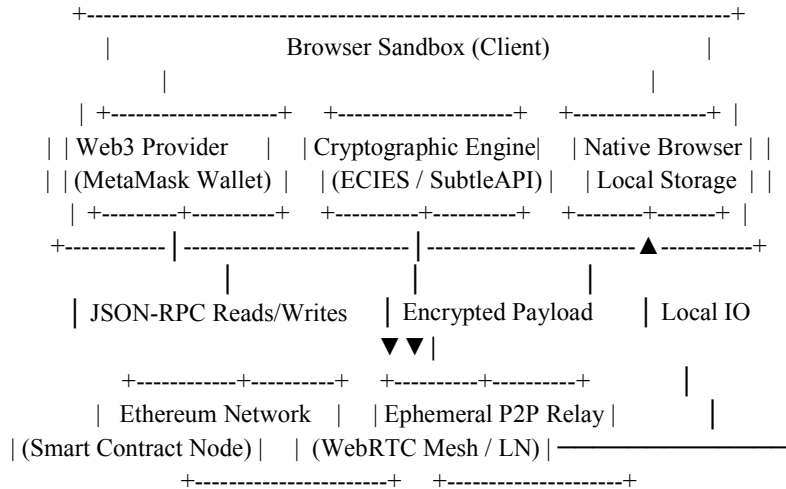 +-----------------------------------------------------------------------+
| Browser Sandbox (Client) |
| |
| +--------------------+ +---------------------+ +----------------+ |
| | Web3 Provider | | Cryptographic Engine| | Native Browser | |
| | (MetaMask Wallet) | | (ECIES / SubtleAPI) | | Local Storage | |
| +---------+----------+ +----------+----------+ +--------+-------+ |
+------------│---------------------------│------------------------- ▲ -----------+
│ │ │
│ JSON-RPC Reads/Writes │ Encrypted Payload │ Local IO
▼ ▼ |
+------------+----------+ +----------+----------+ │
| Ethereum Network | | Ephemeral P2P Relay | │
| (Smart Contract Node) | | (WebRTC Mesh / LN) |────────────
+-----------------------+ +---------------------+